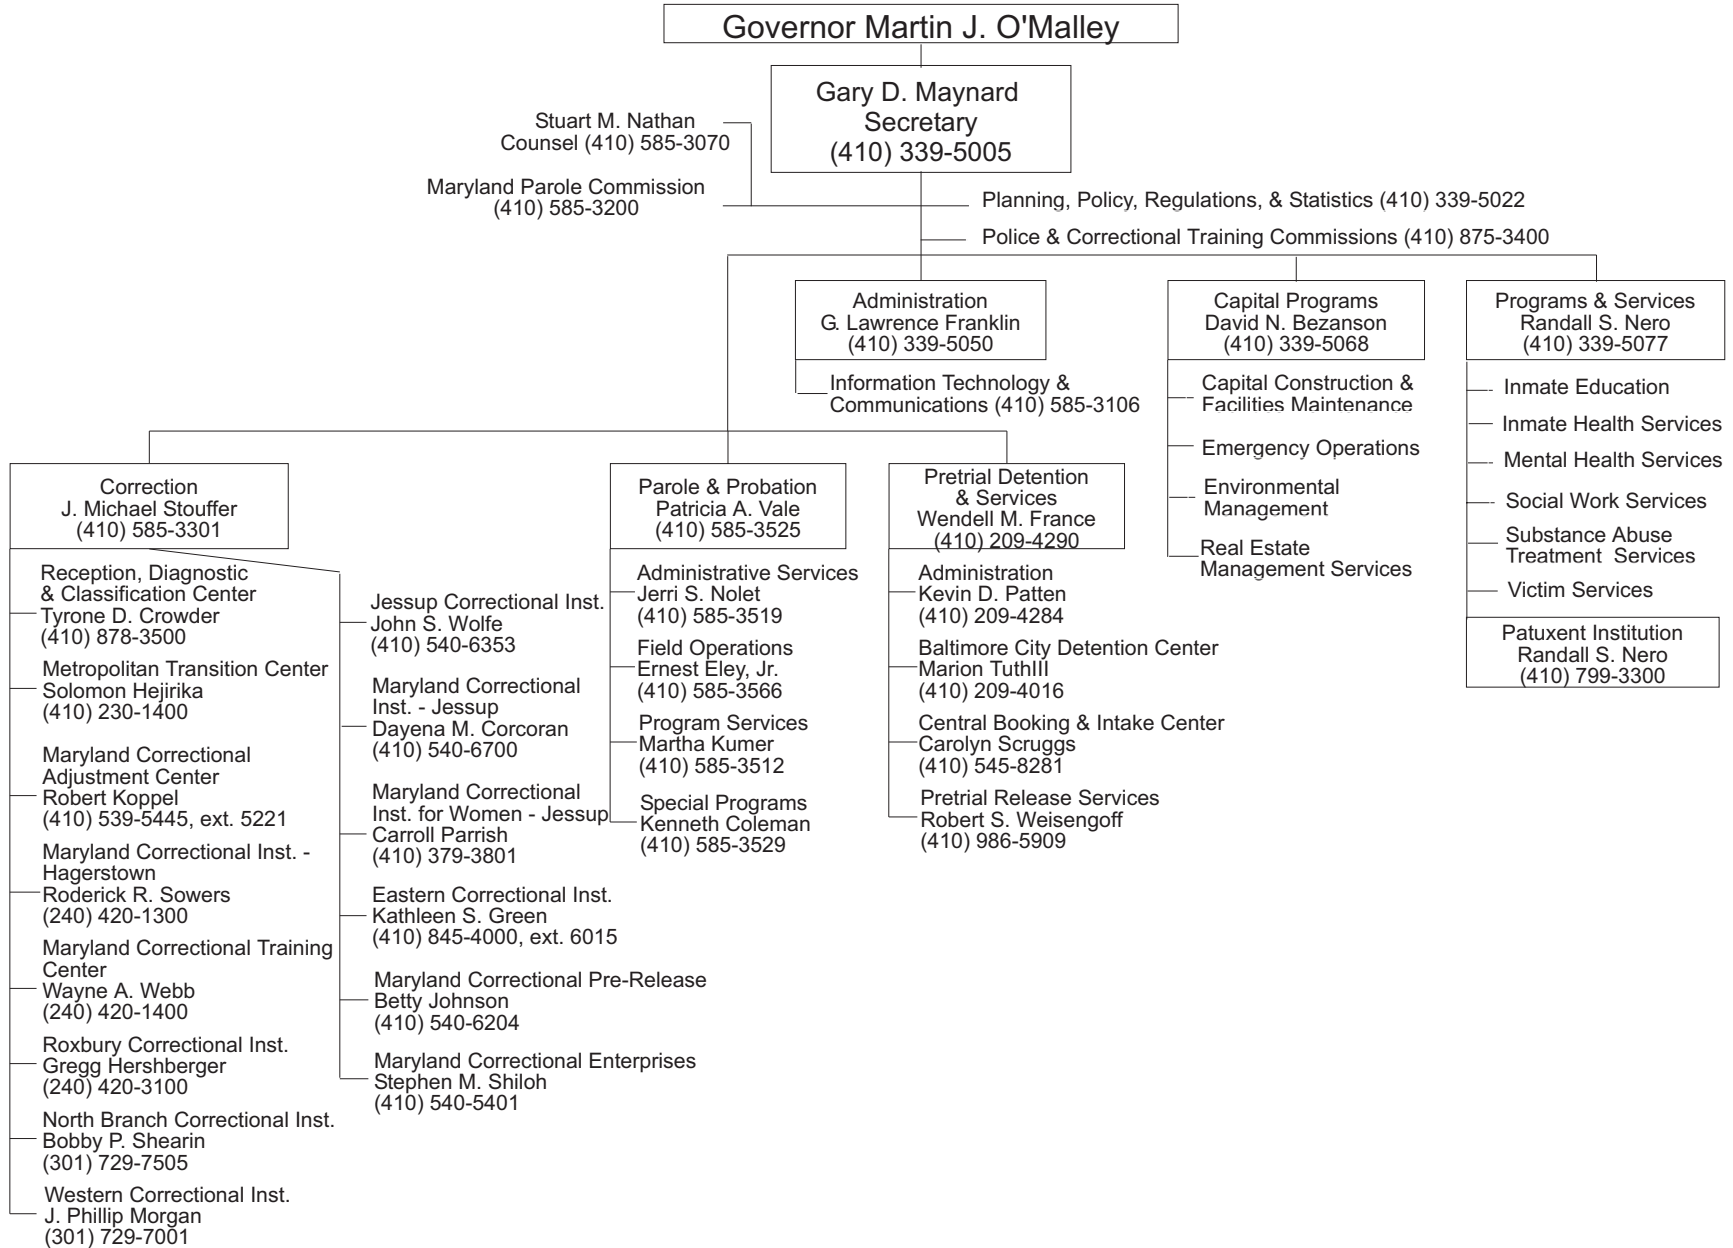 Governor Martin J. O'Malley
Gary D. Maynard
Secretary
(410) 339-5005
Stuart M. Nathan
Counsel (410) 585-3070
Maryland Parole Commission
(410) 585-3200
Planning, Policy, Regulations, & Statistics (410) 339-5022
Police & Correctional Training Commissions (410) 875-3400
Administration
G. Lawrence Franklin
(410) 339-5050
Information Technology &
Communications (410) 585-3106
Capital Programs
David N. Bezanson
(410) 339-5068
Capital Construction &
Facilities Maintenance
Emergency Operations
Environmental
Management
Real Estate
Management Services
Programs & Services
Randall S. Nero
(410) 339-5077
Inmate Education
Inmate Health Services
Mental Health Services
Social Work Services
Substance Abuse
Treatment Services
Victim Services
Patuxent Institution
Randall S. Nero
(410) 799-3300
Correction
J. Michael Stouffer
(410) 585-3301
Reception, Diagnostic
& Classification Center
Tyrone D. Crowder
(410) 878-3500
Metropolitan Transition Center
Solomon Hejirika
(410) 230-1400
Maryland Correctional
Adjustment Center
Robert Koppel
(410) 539-5445, ext. 5221
Maryland Correctional Inst. -
Hagerstown
Roderick R. Sowers
(240) 420-1300
Maryland Correctional Training
Center
Wayne A. Webb
(240) 420-1400
Roxbury Correctional Inst.
Gregg Hershberger
(240) 420-3100
North Branch Correctional Inst.
Bobby P. Shearin
(301) 729-7505
Western Correctional Inst.
J. Phillip Morgan
(301) 729-7001
Jessup Correctional Inst.
John S. Wolfe
(410) 540-6353
Maryland Correctional
Inst. - Jessup
Dayena M. Corcoran
(410) 540-6700
Maryland Correctional
Inst. for Women - Jessup
Carroll Parrish
(410) 379-3801
Eastern Correctional Inst.
Kathleen S. Green
(410) 845-4000, ext. 6015
Maryland Correctional Pre-Release
Betty Johnson
(410) 540-6204
Maryland Correctional Enterprises
Stephen M. Shiloh
(410) 540-5401
Parole & Probation
Patricia A. Vale
(410) 585-3525
Administrative Services
Jerri S. Nolet
(410) 585-3519
Field Operations
Ernest Eley, Jr.
(410) 585-3566
Program Services
Martha Kumer
(410) 585-3512
Special Programs
Kenneth Coleman
(410) 585-3529
Pretrial Detention
& Services
Wendell M. France
(410) 209-4290
Administration
Kevin D. Patten
(410) 209-4284
Baltimore City Detention Center
Marion TuthIII
(410) 209-4016
Central Booking & Intake Center
Carolyn Scruggs
(410) 545-8281
Pretrial Release Services
Robert S. Weisengoff
(410) 986-5909